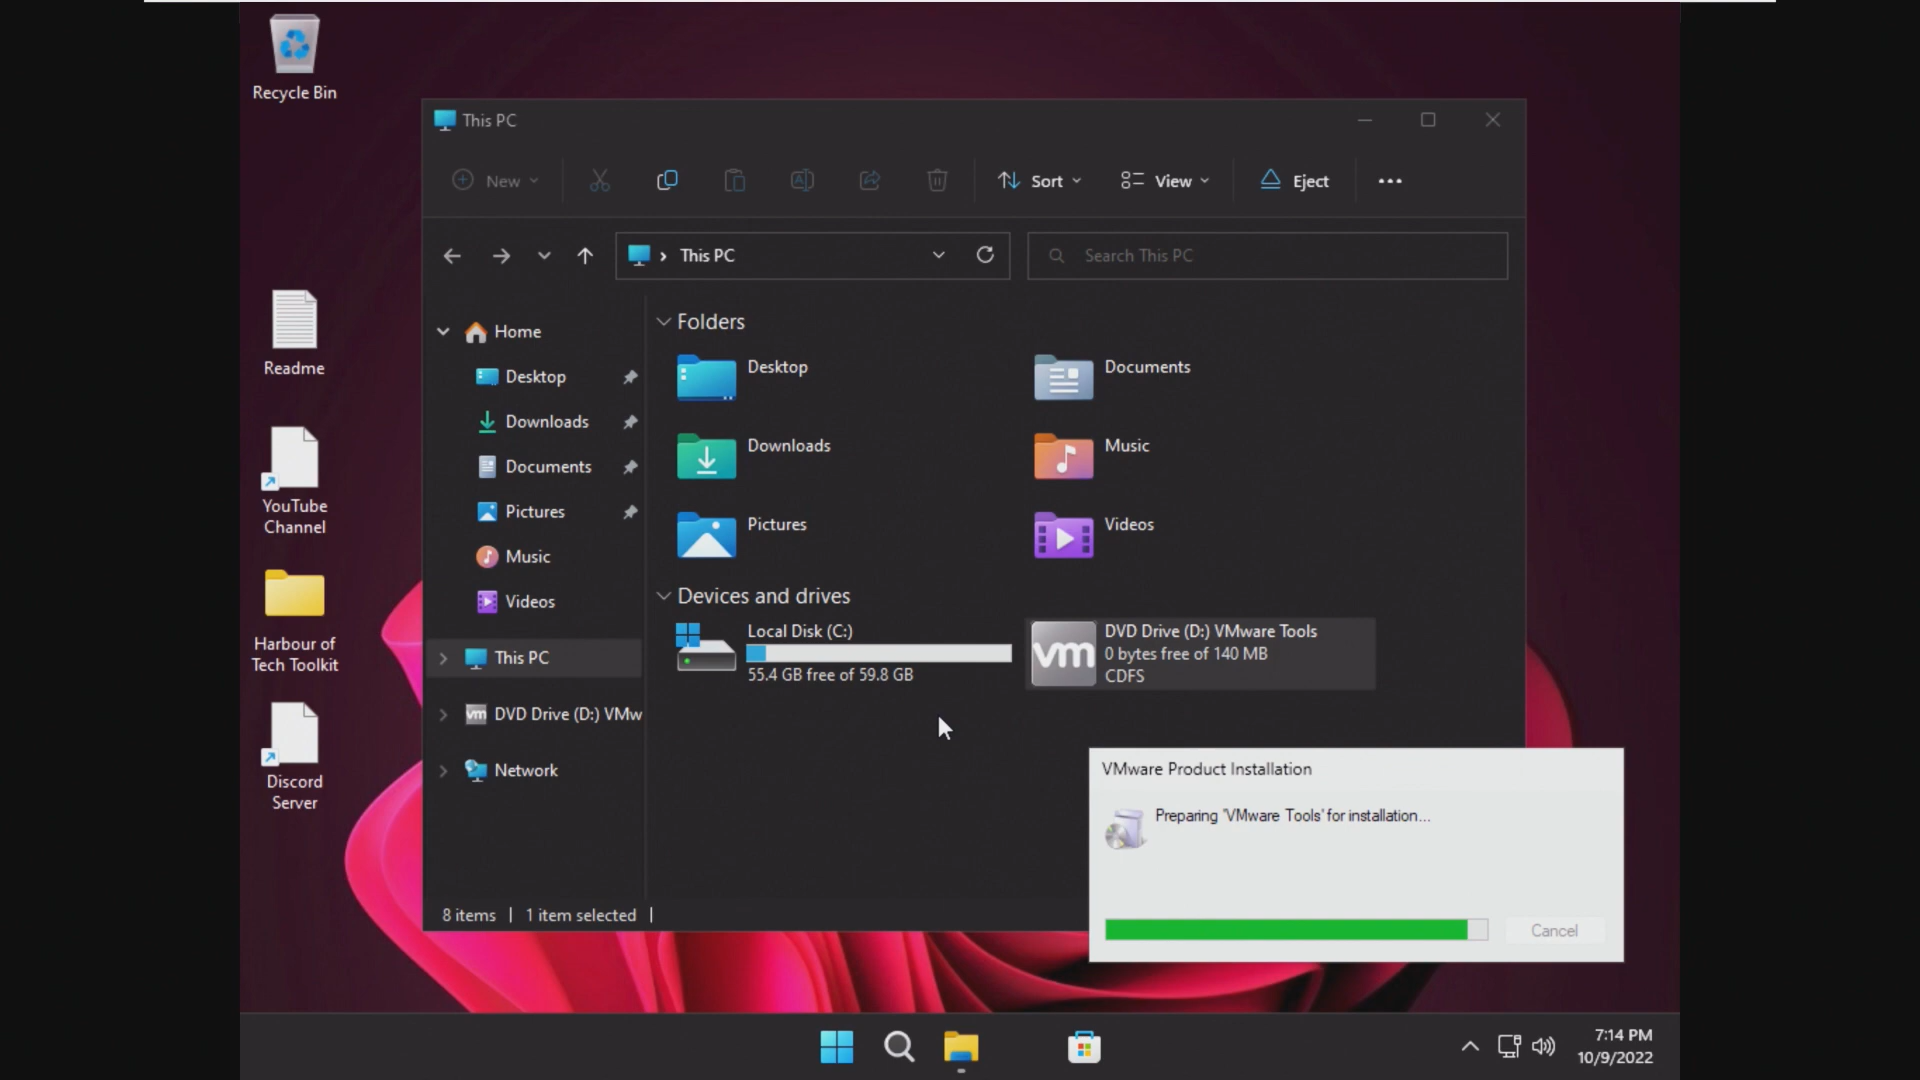 Recycle Bin
Readme
YouTube
Channel
Harbour of
Tech Toolkit
Discord
Server
This PC
New
Sort
View
Eject
This PC
Search This PC
Home
Desktop
Downloads
Documents
Pictures
Music
Videos
This PC
DVD Drive (D:) VMw
Network
Folders
Desktop
Documents
Downloads
Music
Pictures
Videos
Devices and drives
Local Disk (C:)
55.4 GB free of 59.8 GB
vm
DVD Drive (D:) VMware Tools
0 bytes free of 140 MB
CDFS
8 items
1 item selected
VMware Product Installation
Preparing 'VMware Tools' for installation...
Cancel
7:14 PM
10/9/2022